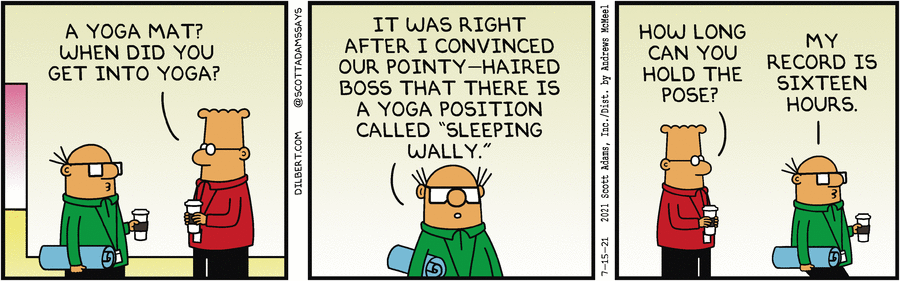 A YOGA MAT?
WHEN DID YOU
GET INTO YOGA?
DILBERT.COM @SCOTTADAMSSAYS
IT WAS RIGHT
AFTER I CONVINCED
OUR POINTY-HAIRED
BOSS THAT THERE IS
A YOGA POSITION
CALLED "SLEEPING
WALLY."
7-15-21 2021 Scott Adams, Inc./Dist. by Andrews McMeel
HOW LONG
CAN YOU
HOLD THE
POSE?
MY
RECORD IS
SIXTEEN
HOURS.